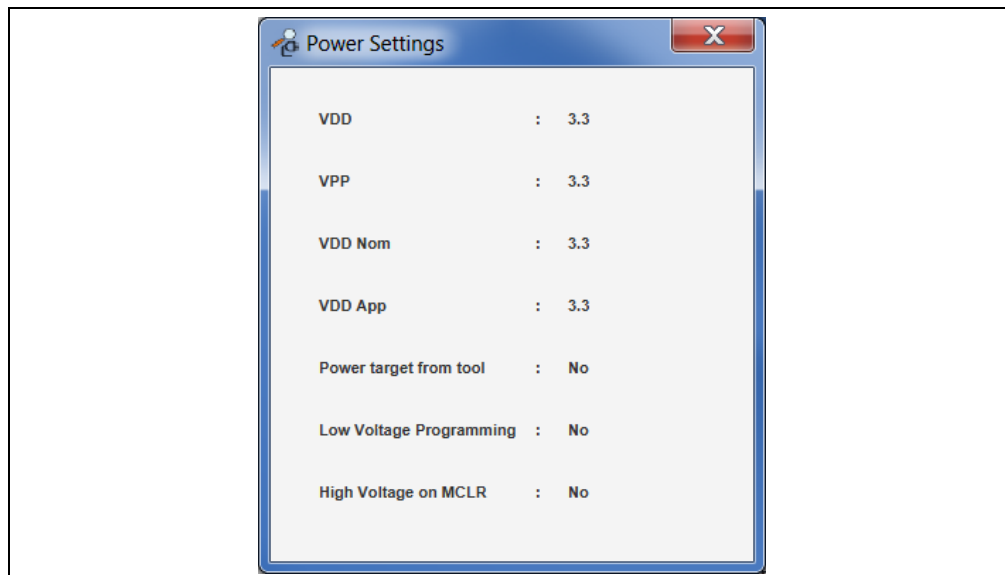 Power Settings
VDD : 3.3
VPP : 3.3
VDD Nom : 3.3
VDD App : 3.3
Power target from tool : No
Low Voltage Programming : No
High Voltage on MCLR : No